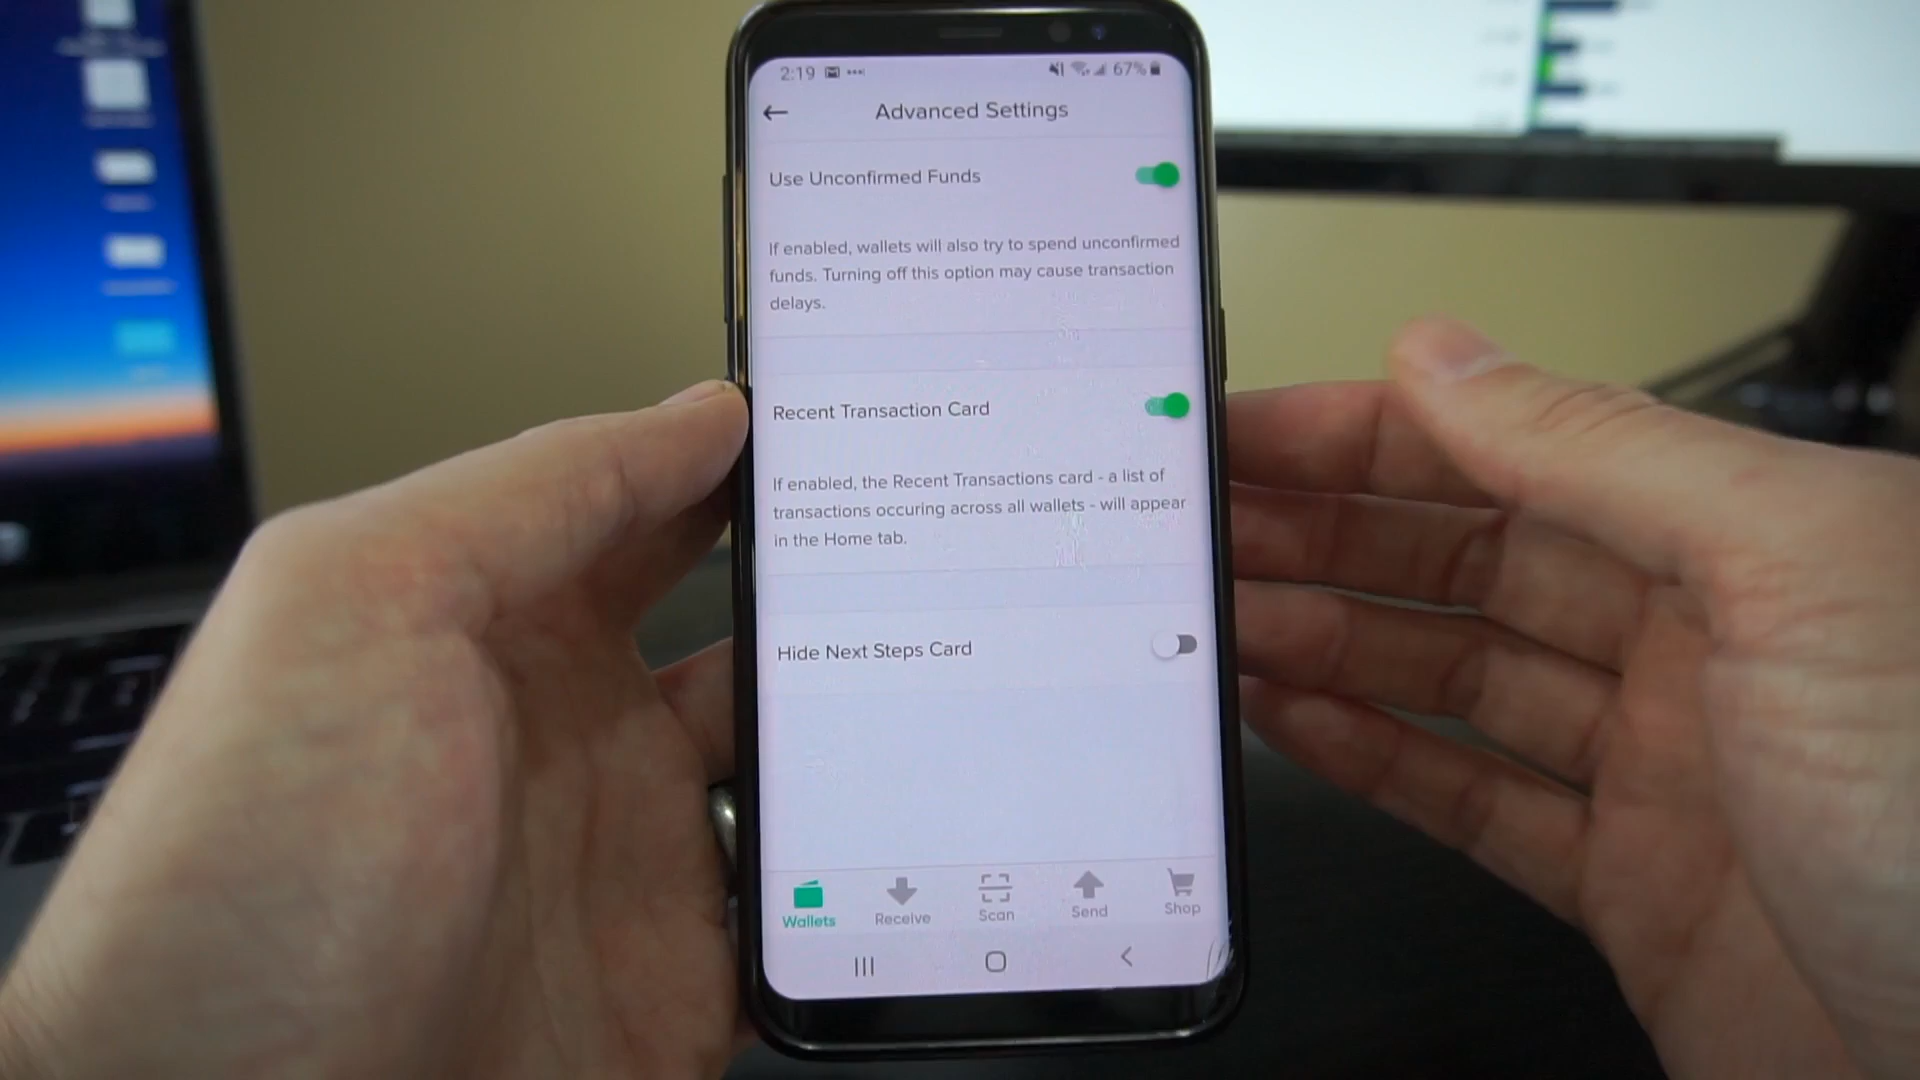 2:19 67%
Advanced Settings
Use Unconfirmed Funds
If enabled, wallets will also try to spend unconfirmed
funds. Turning off this option may cause transaction
delays.
Recent Transaction Card
If enabled, the Recent Transactions card - a list of
transactions occuring across all wallets - will appear
in the Home tab.
Hide Next Steps Card
Wallets Receive Scan Send Shop